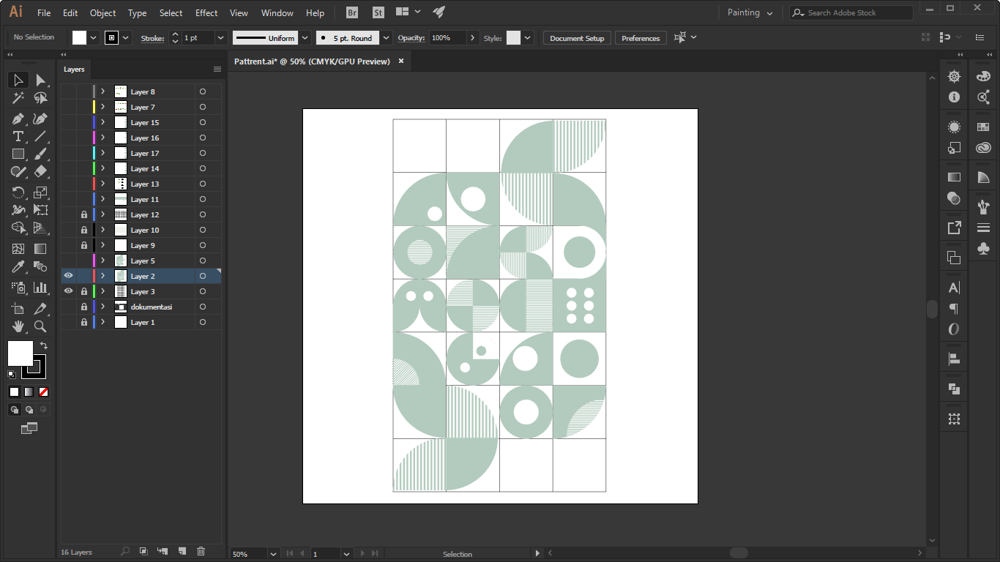 Ai File Edit Object Type Select Effect View Window Help Br St Painting Search Adobe Stock
No Selection Stroke: 1 pt Uniform 5 pt. Round Opacity: 100% Style: Document Setup Preferences
Pattrent.ai* @ 50% (CMYK/GPU Preview) ×
Layers
Layer 8
Layer 7
Layer 15
Layer 16
Layer 17
Layer 14
Layer 13
Layer 11
Layer 12
Layer 10
Layer 9
Layer 5
Layer 2
Layer 3
dokumentasi
Layer 1
16 Layers
50% 1 Selection